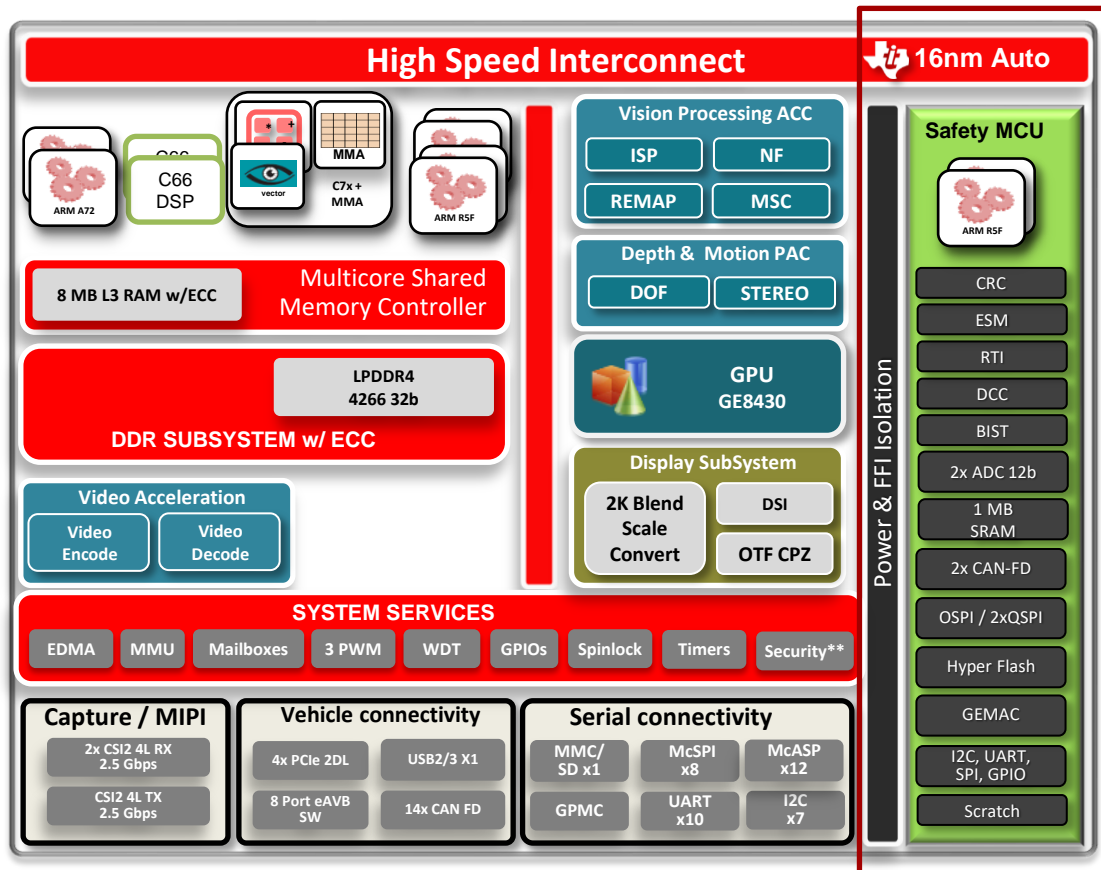 High Speed Interconnect
16nm Auto
ARM A72
C66
C66
DSP
* +
vector
MMA
C7x +
MMA
ARM R5F
Multicore Shared
Memory Controller
8 MB L3 RAM w/ECC
LPDDR4
4266 32b
DDR SUBSYSTEM w/ ECC
Video Acceleration
Video
Encode
Video
Decode
Vision Processing ACC
ISP
NF
REMAP
MSC
Depth & Motion PAC
DOF
STEREO
GPU
GE8430
Display SubSystem
2K Blend
Scale
Convert
DSI
OTF CPZ
SYSTEM SERVICES
EDMA
MMU
Mailboxes
3 PWM
WDT
GPIOs
Spinlock
Timers
Security**
Capture / MIPI
2x CSI2 4L RX
2.5 Gbps
CSI2 4L TX
2.5 Gbps
Vehicle connectivity
4x PCIe 2DL
USB2/3 X1
8 Port eAVB
SW
14x CAN FD
Serial connectivity
MMC/
SD x1
McSPI
x8
McASP
x12
GPMC
UART
x10
I2C
x7
Power & FFI Isolation
Safety MCU
ARM R5F
CRC
ESM
RTI
DCC
BIST
2x ADC 12b
1 MB
SRAM
2x CAN-FD
OSPI / 2xQSPI
Hyper Flash
GEMAC
I2C, UART,
SPI, GPIO
Scratch